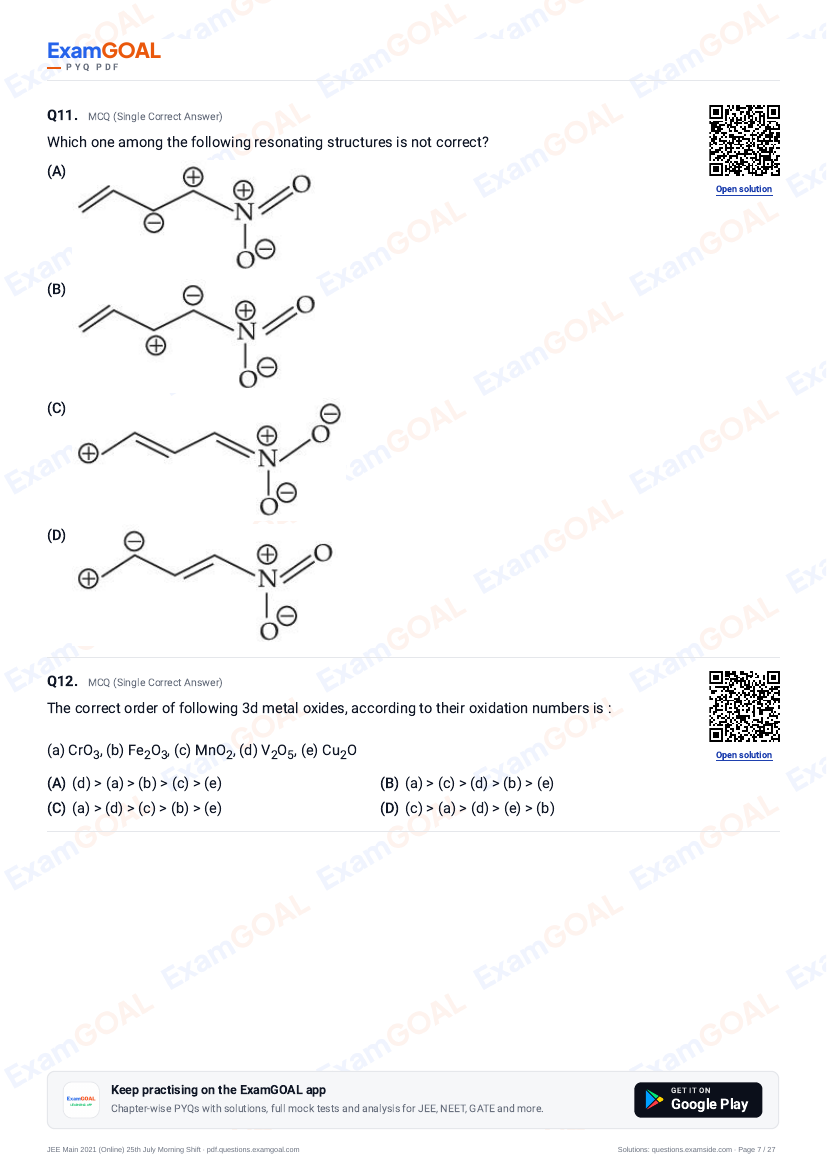 ExamGOAL
PYQ PDF
Q11. MCQ (Single Correct Answer)
Which one among the following resonating structures is not correct?
Open solution
(A)
⊕
⊕
N
O
⊖
O⊖
(B)
⊖
⊕
N
O
⊕
O⊖
(C)
⊖
O
⊕
⊕
N
O⊖
(D)
⊖
⊕
O
⊕
N
O⊖
Q12. MCQ (Single Correct Answer)
The correct order of following 3d metal oxides, according to their oxidation numbers is :
(a) CrO₃, (b) Fe₂O₃, (c) MnO₂, (d) V₂O₅, (e) Cu₂O
Open solution
(A) (d) > (a) > (b) > (c) > (e)
(B) (a) > (c) > (d) > (b) > (e)
(C) (a) > (d) > (c) > (b) > (e)
(D) (c) > (a) > (d) > (e) > (b)
Keep practising on the ExamGOAL app
Chapter-wise PYQs with solutions, full mock tests and analysis for JEE, NEET, GATE and more.
GET IT ON
Google Play
JEE Main 2021 (Online) 25th July Morning Shift · pdf.questions.examgoal.com
Solutions: questions.examside.com · Page 7 / 27